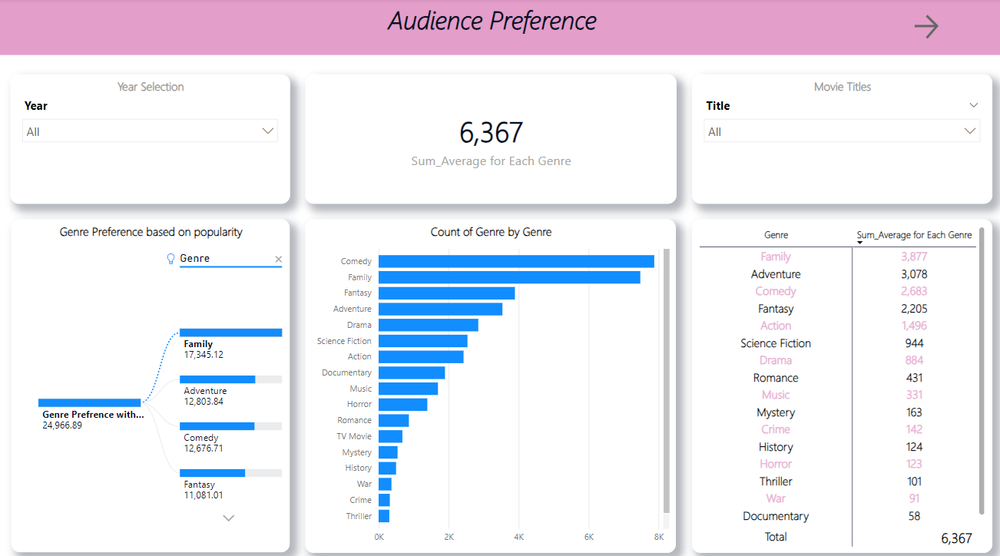 Audience Preference
Year Selection
Year
All
6,367
Sum_Average for Each Genre
Movie Titles
Title
All
Genre Preference based on popularity
Genre
Family
17,345.12
Adventure
12,803.84
Genre Prefrence with...
24,966.89
Comedy
12,676.71
Fantasy
11,081.01
Count of Genre by Genre
Comedy
Family
Fantasy
Adventure
Drama
Science Fiction
Action
Documentary
Music
Horror
Romance
TV Movie
Mystery
History
War
Crime
Thriller
0K 2K 4K 6K 8K
Genre Sum_Average for Each Genre
Family 3,877
Adventure 3,078
Comedy 2,683
Fantasy 2,205
Action 1,496
Science Fiction 944
Drama 884
Romance 431
Music 331
Mystery 163
Crime 142
History 124
Horror 123
Thriller 101
War 91
Documentary 58
Total 6,367